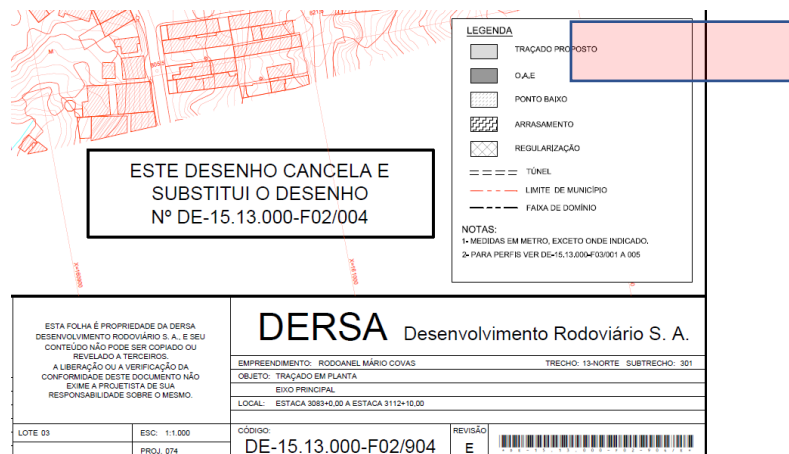 LEGENDA
TRAÇADO PROPOSTO
O.A.E
PONTO BAIXO
ARRASAMENTO
REGULARIZAÇÃO
TÚNEL
LIMITE DE MUNICÍPIO
FAIXA DE DOMÍNIO
NOTAS:
1- MEDIDAS EM METRO, EXCETO ONDE INDICADO.
2- PARA PERFIS VER DE-15.13.000-F03/001 A 005
ESTE DESENHO CANCELA E
SUBSTITUI O DESENHO
Nº DE-15.13.000-F02/004
ESTA FOLHA É PROPRIEDADE DA DERSA
DESENVOLVIMENTO RODOVIÁRIO S. A., E SEU
CONTEÚDO NÃO PODE SER COPIADO OU
REVELADO A TERCEIROS.
A LIBERAÇÃO OU A VERIFICAÇÃO DA
CONFORMIDADE DESTE DOCUMENTO NÃO
EXIME A PROJETISTA DE SUA
RESPONSABILIDADE SOBRE O MESMO.
DERSA Desenvolvimento Rodoviário S. A.
EMPREENDIMENTO: RODOANEL MÁRIO COVAS TRECHO: 13-NORTE SUBTRECHO: 301
OBJETO: TRAÇADO EM PLANTA
EIXO PRINCIPAL
LOCAL: ESTACA 3083+0,00 A ESTACA 3112+10,00
LOTE 03 ESC: 1:1.000
PROJ. 074
CÓDIGO:
DE-15.13.000-F02/904
REVISÃO
E